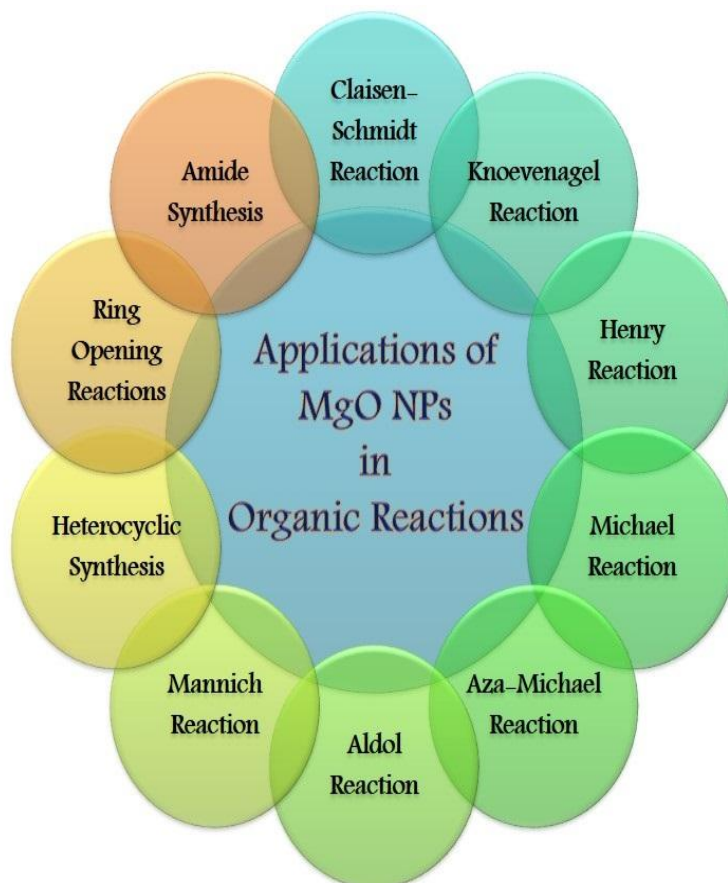 Applications of
MgO NPs
in
Organic Reactions
Claisen-
Schmidt
Reaction
Knoevenagel
Reaction
Henry
Reaction
Michael
Reaction
Aza-Michael
Reaction
Aldol
Reaction
Mannich
Reaction
Heterocyclic
Synthesis
Ring
Opening
Reactions
Amide
Synthesis